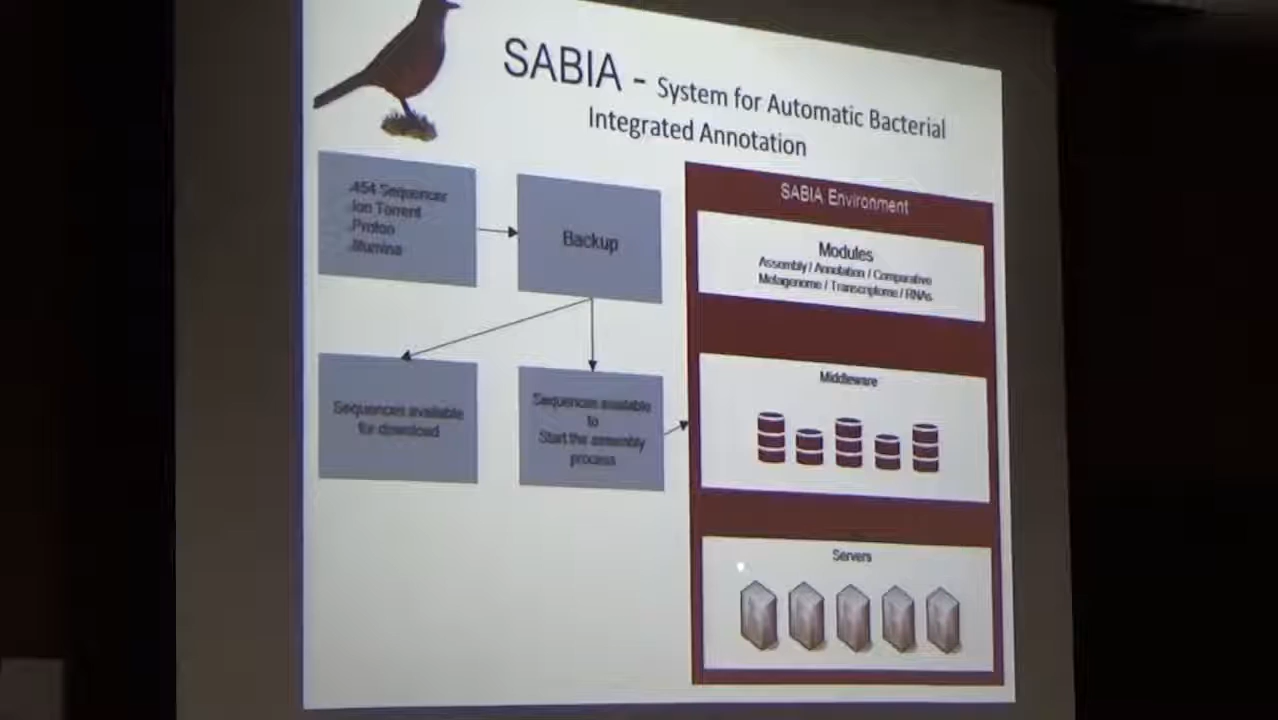 SABIA - System for Automatic Bacterial
Integrated Annotation
.454 Sequencer
.Ion Torrent
.Proton
.Illumina
Backup
Sequences available
for download
Sequences available
to
Start the assembly
process
SABIA Environment
Modules
Assembly / Annotation / Comparative
Metagenome / Transcriptome / RNAs
Middleware
Servers